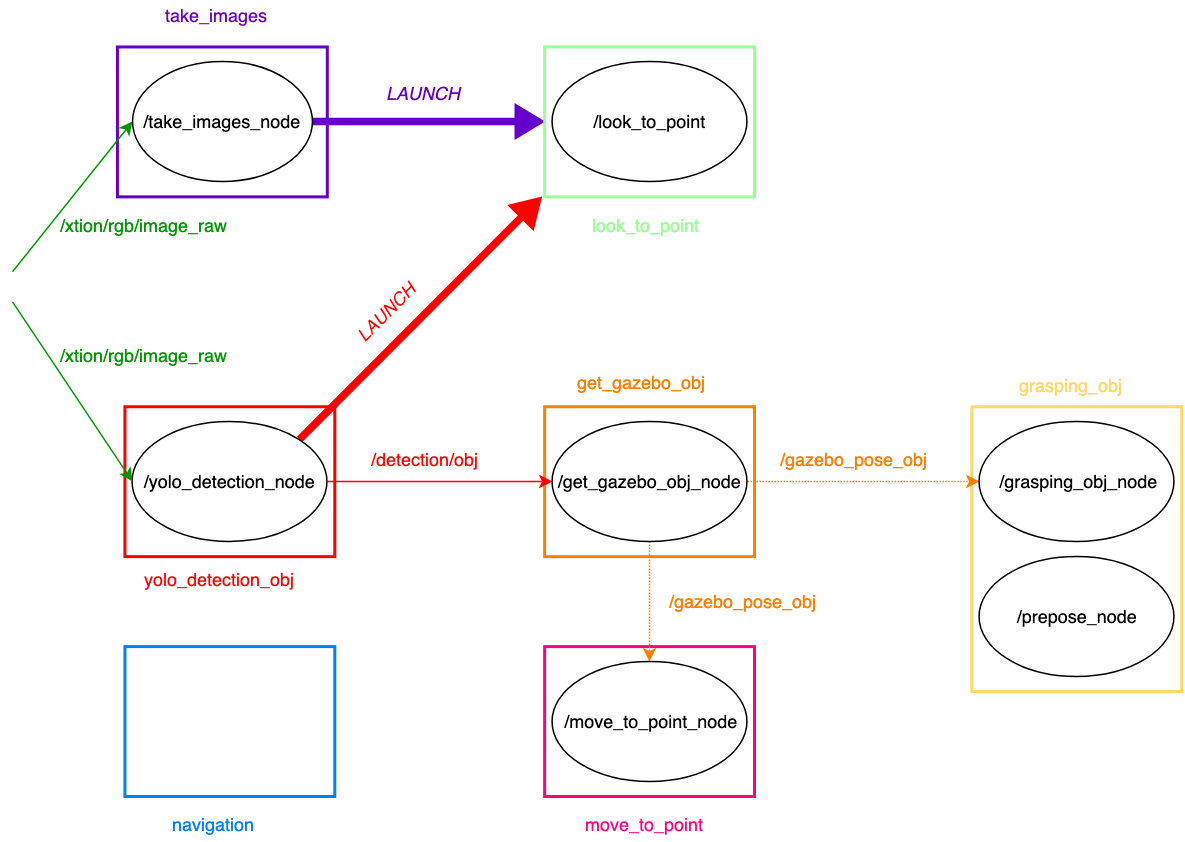 take_images
LAUNCH
/take_images_node
/look_to_point
/xtion/rgb/image_raw
look_to_point
LAUNCH
/xtion/rgb/image_raw
get_gazebo_obj
grasping_obj
/detection/obj
/gazebo_pose_obj
/yolo_detection_node
/get_gazebo_obj_node
/grasping_obj_node
yolo_detection_obj
/gazebo_pose_obj
/prepose_node
/move_to_point_node
navigation
move_to_point